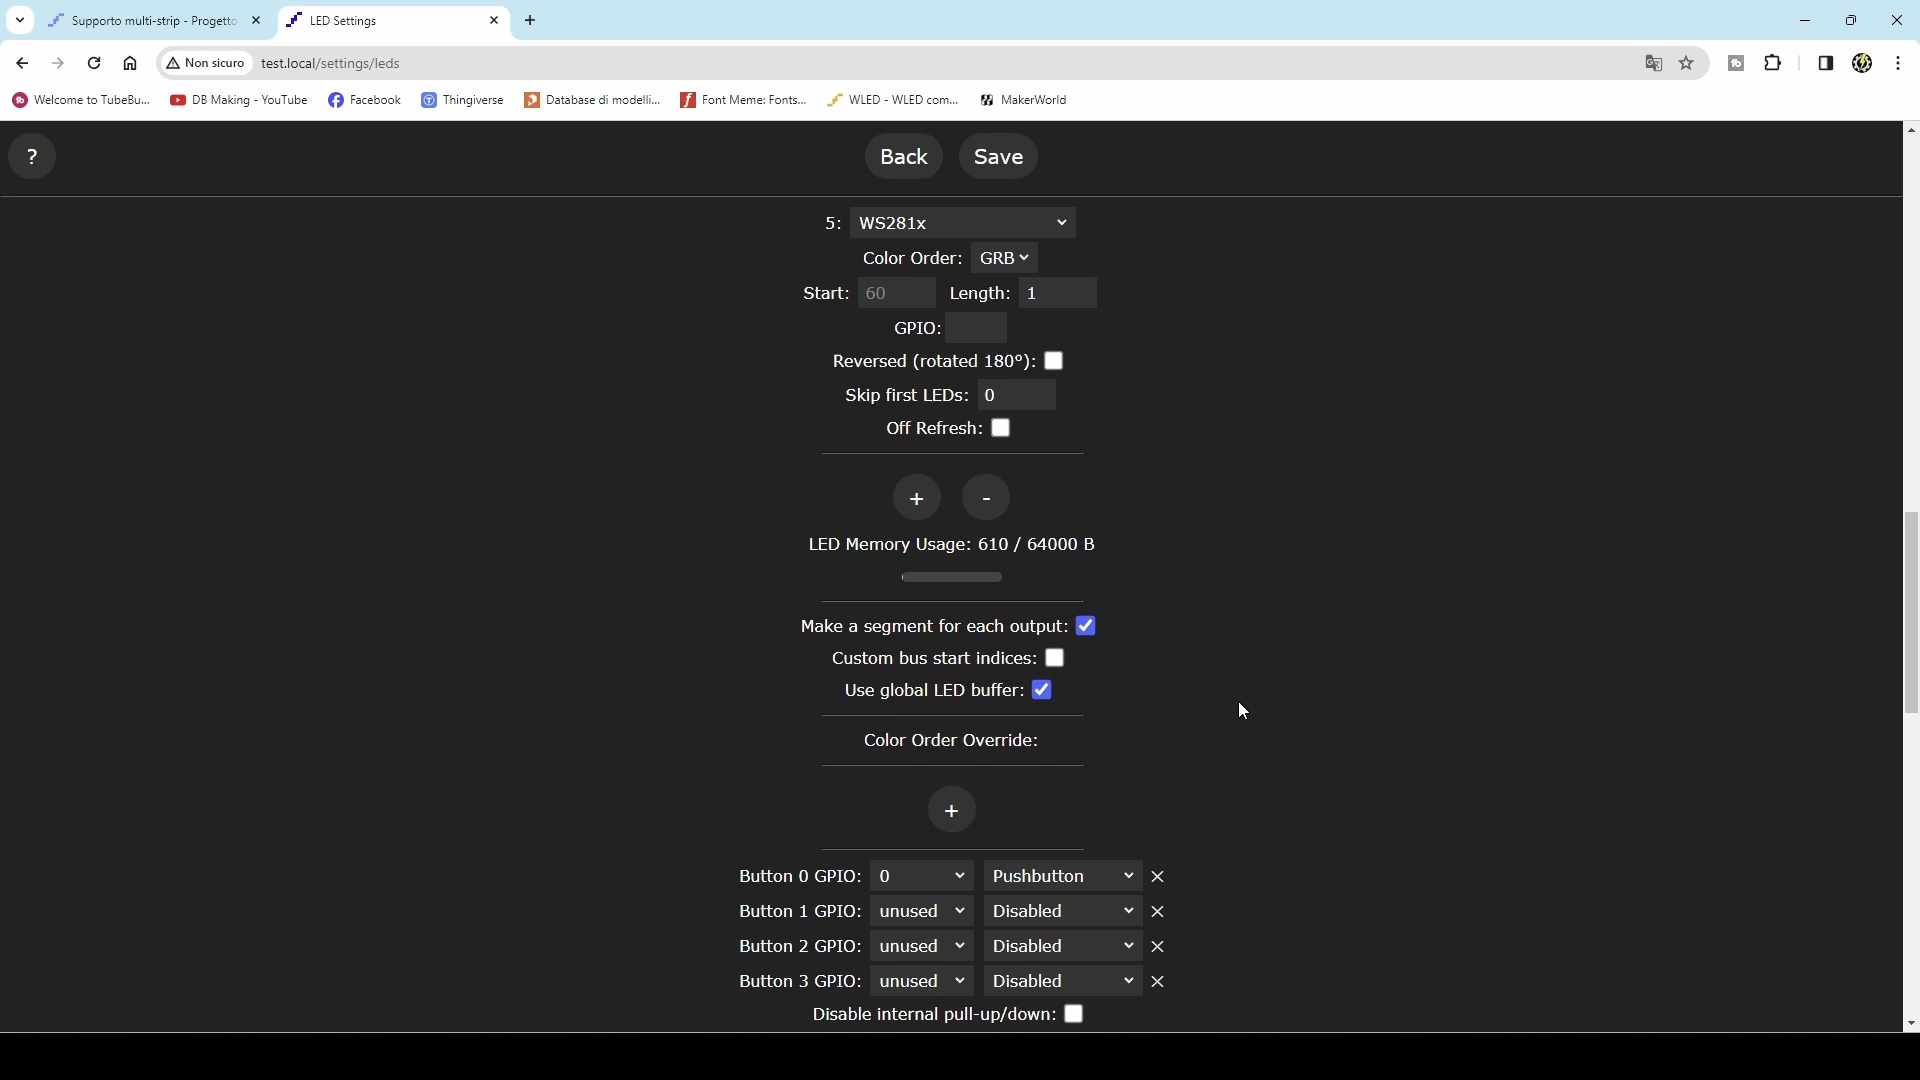 Supporto multi-strip - Progetto
LED Settings
Non sicuro
test.local/settings/leds
Welcome to TubeBu...
DB Making - YouTube
Facebook
Thingiverse
Database di modelli...
Font Meme: Fonts...
WLED - WLED com...
MakerWorld
?
Back
Save
5: WS281x
Color Order: GRB
Start: 60 Length: 1
GPIO:
Reversed (rotated 180°):
Skip first LEDs: 0
Off Refresh:
+ -
LED Memory Usage: 610 / 64000 B
Make a segment for each output:
Custom bus start indices:
Use global LED buffer:
Color Order Override:
+
Button 0 GPIO: 0 Pushbutton ×
Button 1 GPIO: unused Disabled ×
Button 2 GPIO: unused Disabled ×
Button 3 GPIO: unused Disabled ×
Disable internal pull-up/down: